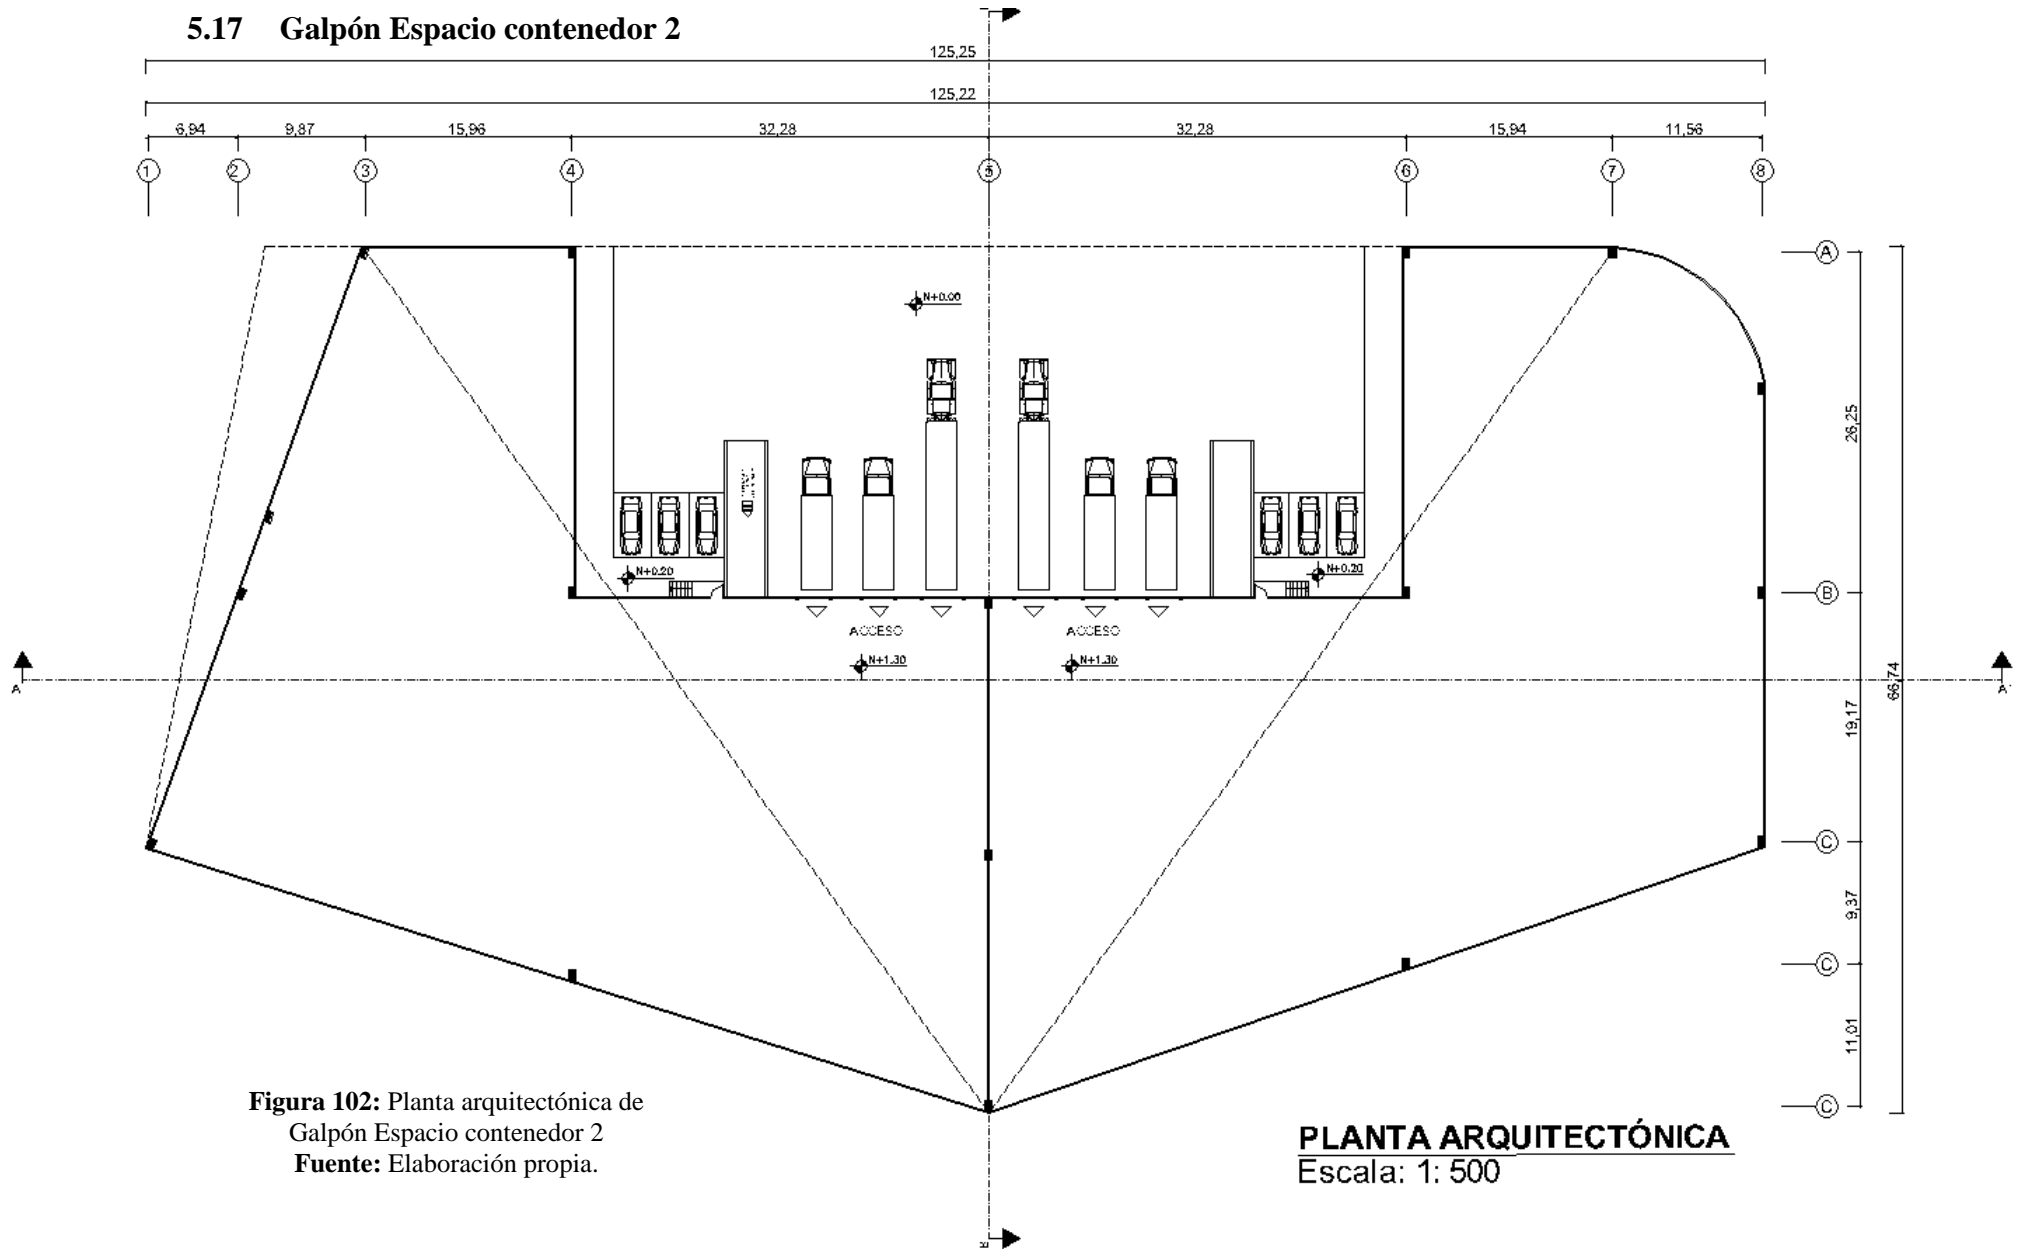 5.17 Galpón Espacio contenedor 2
125,25
125,22
6,94 9,87 15,96 32,28 32,28 15,94 11,56
1 2 3 4 5 6 7 8
A
N+0.00
26,25
N+0.20 N+0.20
B
ACCESO ACCESO
N+1.30 N+1.30
A A'
66,74
19,17
C
9,37
C
11,01
C
Figura 102: Planta arquitectónica de
Galpón Espacio contenedor 2
Fuente: Elaboración propia.
PLANTA ARQUITECTÓNICA
Escala: 1: 500
B